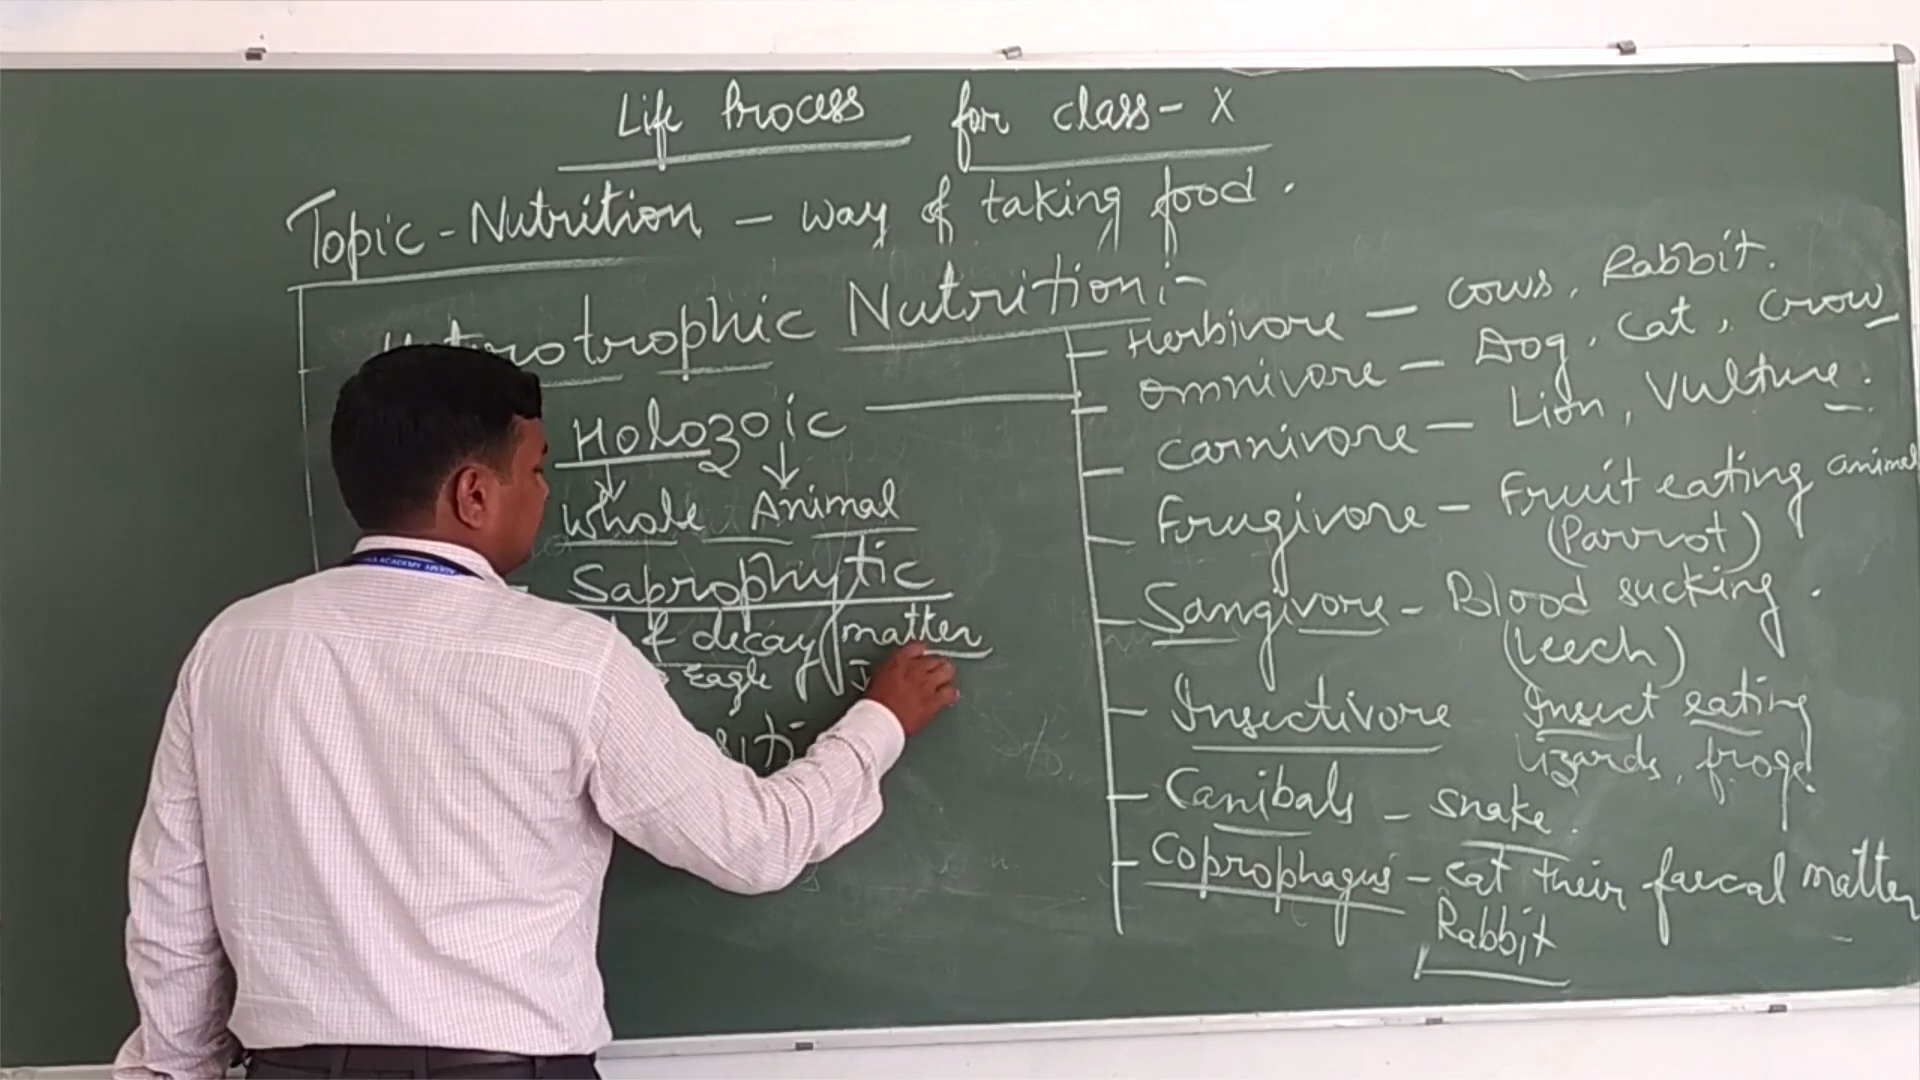 Life Process for class - X
Topic - Nutrition - way of taking food.
Heterotrophic Nutrition :-
Holozoic
Whole Animal
Saprophytic
& decay matter
Eagle
Herbivore - cows, Rabbit.
Omnivore - Dog, Cat, Crow
Carnivore - Lion, Vulture.
Frugivore - Fruit eating animal
(Parrot)
Sangivore - Blood sucking.
(Leech)
Insectivore Insect eating
Lizards, frogs.
Canibals - Snake.
Coprophagus - eat their faecal matter
Rabbit